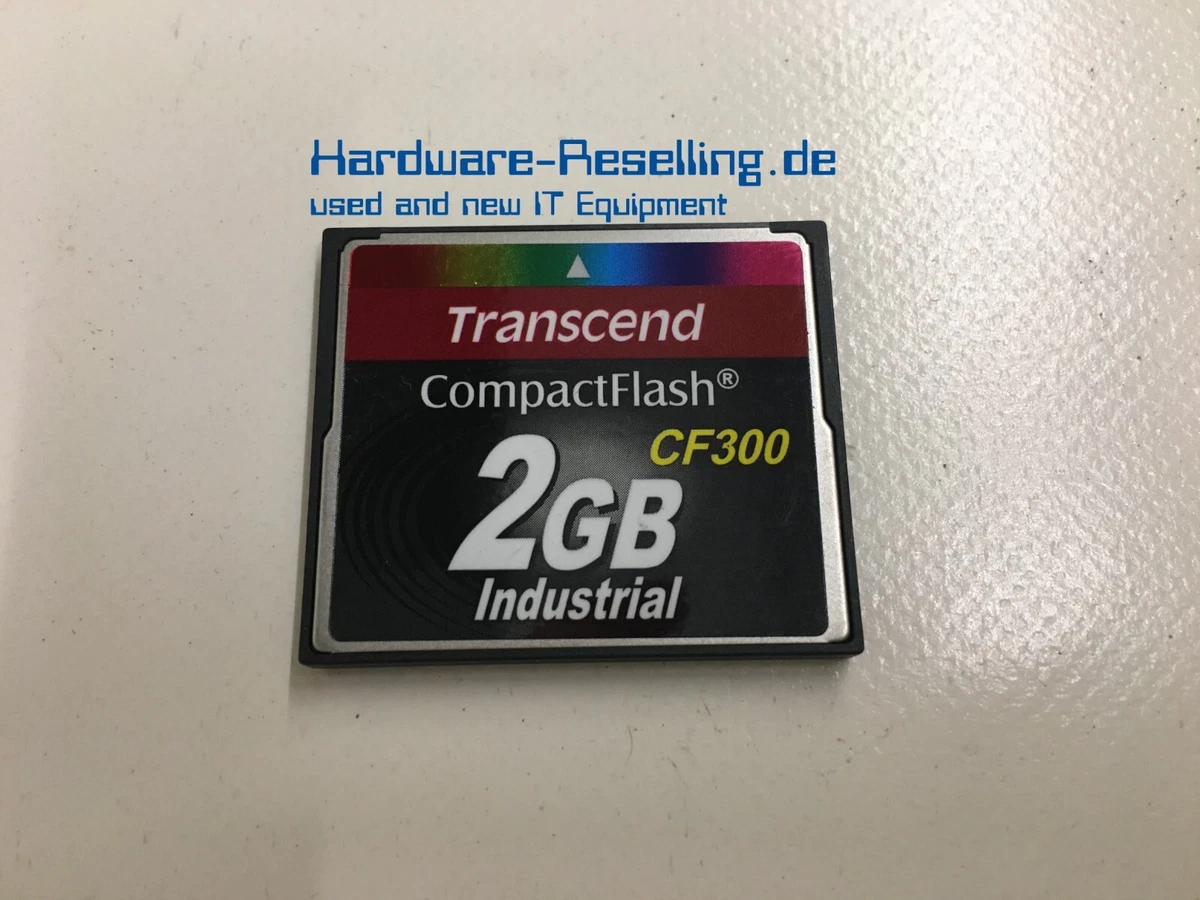 Hardware-Reselling.de
used and new IT Equipment
Transcend
CompactFlash®
CF300
2GB
Industrial